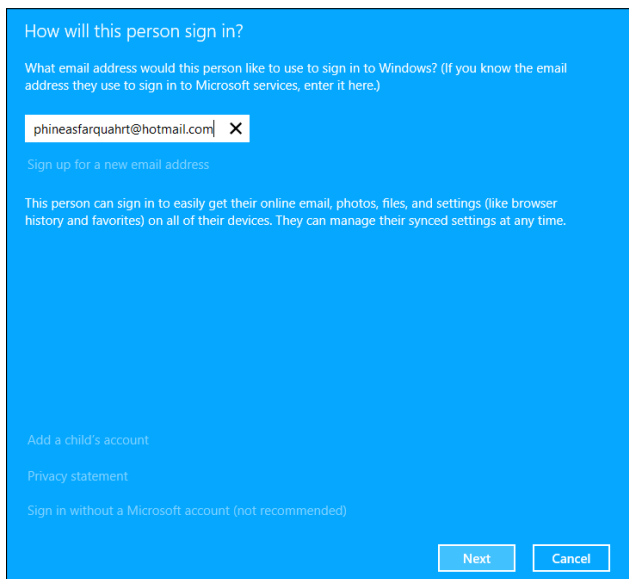 How will this person sign in?
What email address would this person like to use to sign in to Windows? (If you know the email
address they use to sign in to Microsoft services, enter it here.)
phineasfarquahrt@hotmail.com
Sign up for a new email address
This person can sign in to easily get their online email, photos, files, and settings (like browser
history and favorites) on all of their devices. They can manage their synced settings at any time.
Add a child's account
Privacy statement
Sign in without a Microsoft account (not recommended)
Next
Cancel